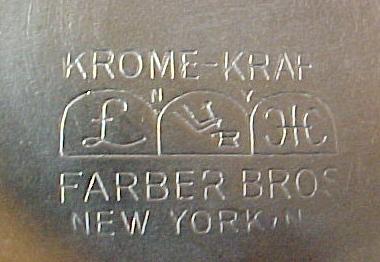 KROME-KRAF
N Y
FARBER BROS
NEW YORK, N